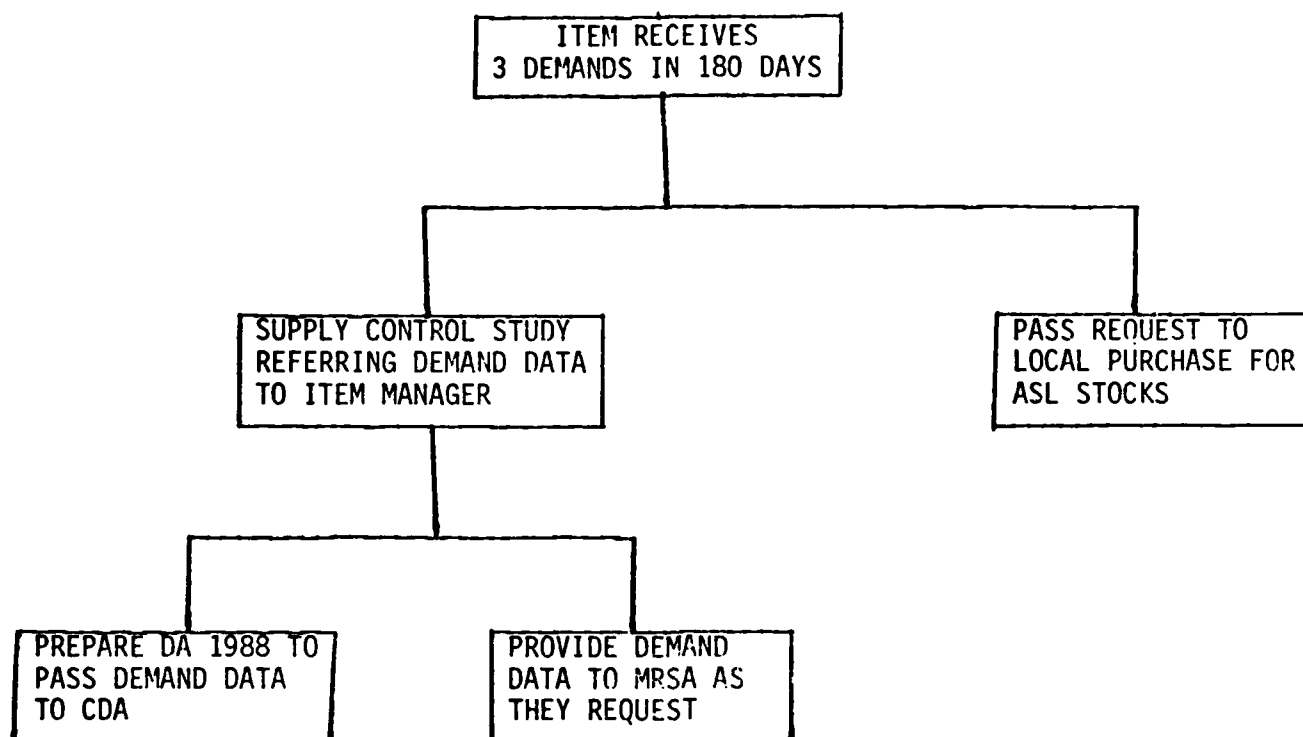 ITEM RECEIVES
3 DEMANDS IN 180 DAYS
SUPPLY CONTROL STUDY
REFERRING DEMAND DATA
TO ITEM MANAGER
PASS REQUEST TO
LOCAL PURCHASE FOR
ASL STOCKS
PREPARE DA 1988 TO
PASS DEMAND DATA
TO CDA
PROVIDE DEMAND
DATA TO MRSA AS
THEY REQUEST